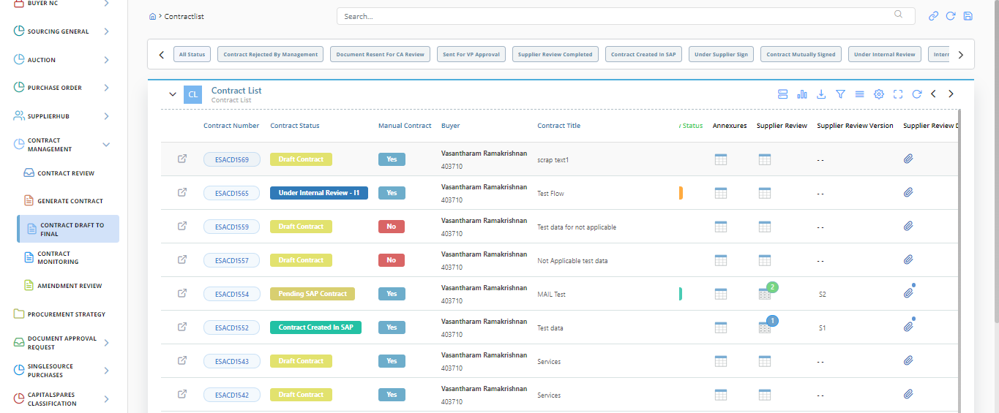 BUYER NC
SOURCING GENERAL
AUCTION
PURCHASE ORDER
SUPPLIERHUB
CONTRACT
MANAGEMENT
CONTRACT REVIEW
GENERATE CONTRACT
CONTRACT DRAFT TO
FINAL
CONTRACT
MONITORING
AMENDMENT REVIEW
PROCUREMENT STRATEGY
DOCUMENT APPROVAL
REQUEST
SINGLESOURCE
PURCHASES
CAPITALSPARES
CLASSIFICATION
> Contractlist
Search...
All Status Contract Rejected By Management Document Resent For CA Review Sent For VP Approval Supplier Review Completed Contract Created In SAP Under Supplier Sign Contract Mutually Signed Under Internal Review Intern
CL
Contract List
Contract List
Contract Number Contract Status Manual Contract Buyer Contract Title Status Annexures Supplier Review Supplier Review Version Supplier Review D
ESACD1569 Draft Contract Yes Vasantharam Ramakrishnan 403710 scrap text1 - -
ESACD1565 Under Internal Review - I1 Yes Vasantharam Ramakrishnan 403710 Test Flow - -
ESACD1559 Draft Contract No Vasantharam Ramakrishnan 403710 Test data for not applicable - -
ESACD1557 Draft Contract No Vasantharam Ramakrishnan 403710 Not Applicable test data - -
ESACD1554 Pending SAP Contract Yes Vasantharam Ramakrishnan 403710 MAIL Test 2 S2
ESACD1552 Contract Created In SAP Yes Vasantharam Ramakrishnan 403710 Test data 1 S1
ESACD1543 Draft Contract Yes Vasantharam Ramakrishnan 403710 Services - -
ESACD1542 Draft Contract Yes Vasantharam Ramakrishnan 403710 Services - -